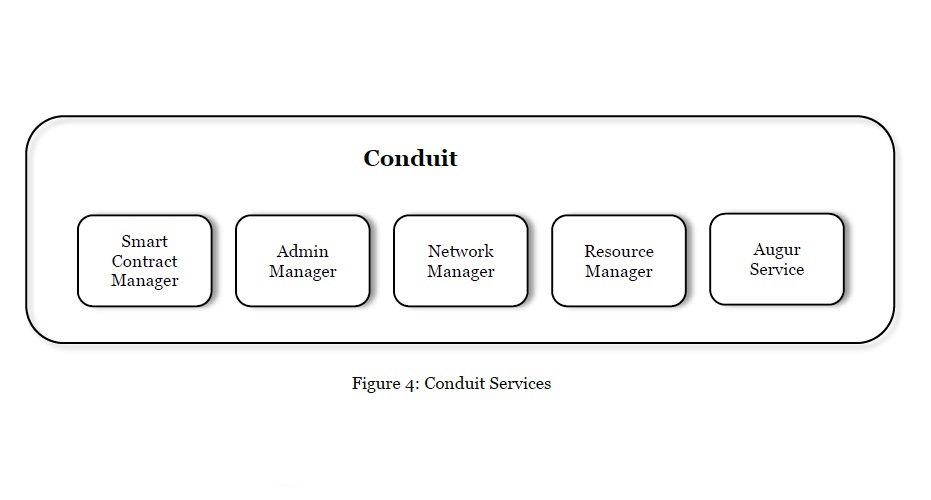 Conduit
Smart
Contract
Manager
Admin
Manager
Network
Manager
Resource
Manager
Augur
Service
Figure 4: Conduit Services